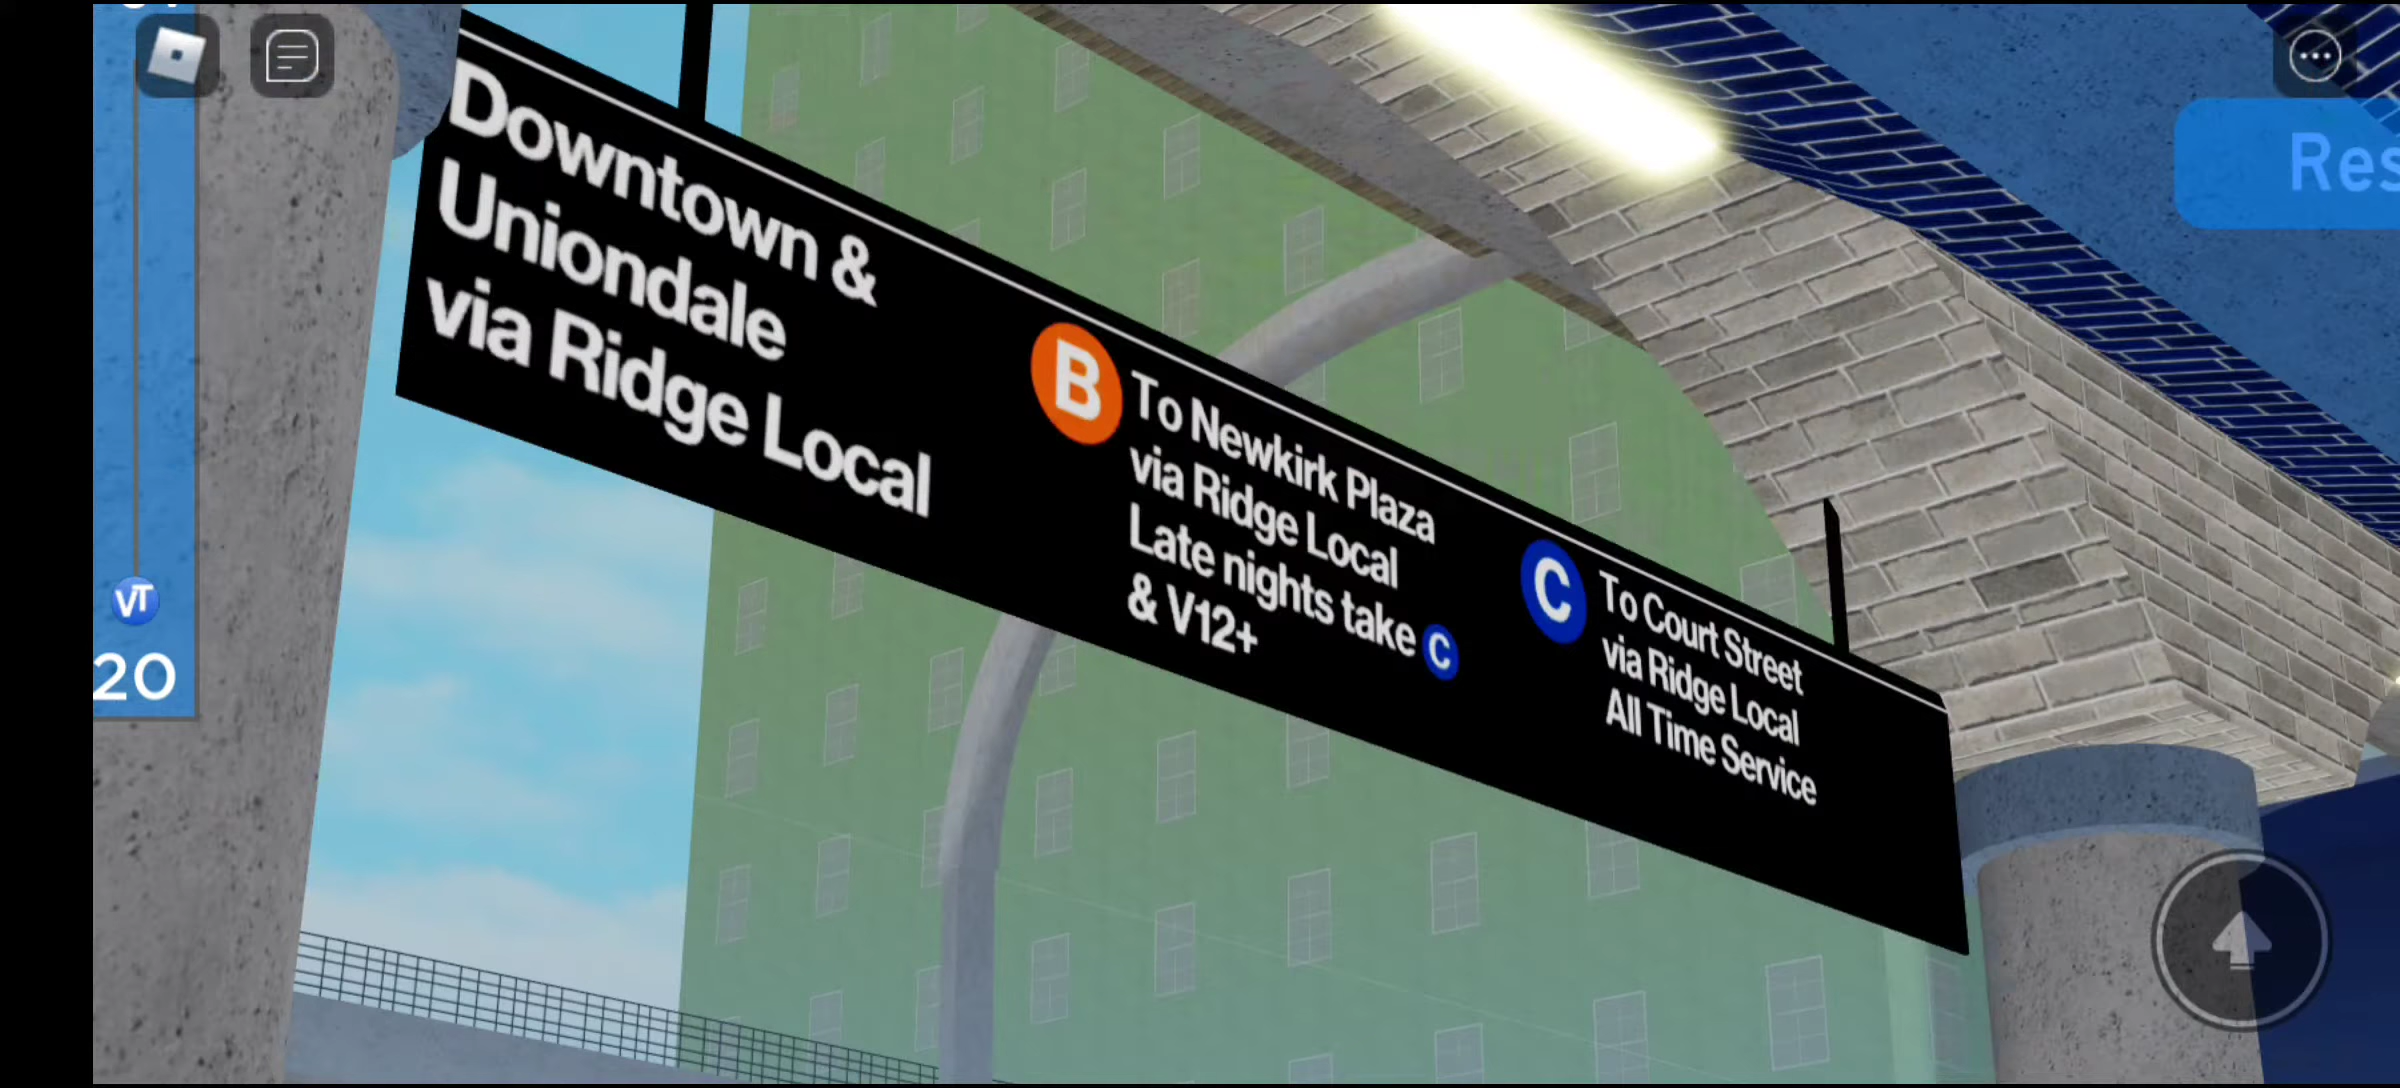 Downtown &
Uniondale
via Ridge Local
B
To Newkirk Plaza
via Ridge Local
Late nights take C
& V12+
C
To Court Street
via Ridge Local
All Time Service
VT
20